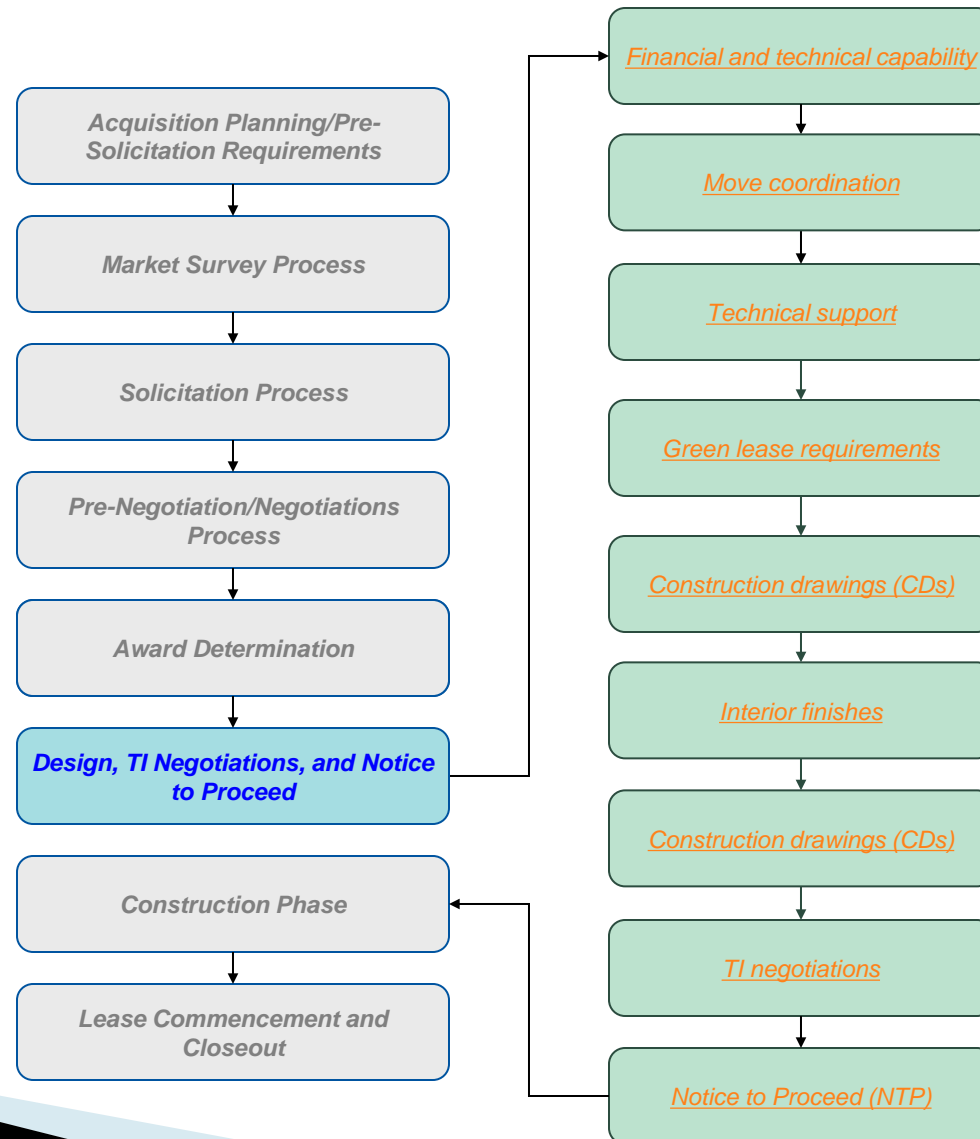 Acquisition Planning/Pre-
Solicitation Requirements
Market Survey Process
Solicitation Process
Pre-Negotiation/Negotiations
Process
Award Determination
Design, TI Negotiations, and Notice
to Proceed
Construction Phase
Lease Commencement and
Closeout
Financial and technical capability
Move coordination
Technical support
Green lease requirements
Construction drawings (CDs)
Interior finishes
Construction drawings (CDs)
TI negotiations
Notice to Proceed (NTP)